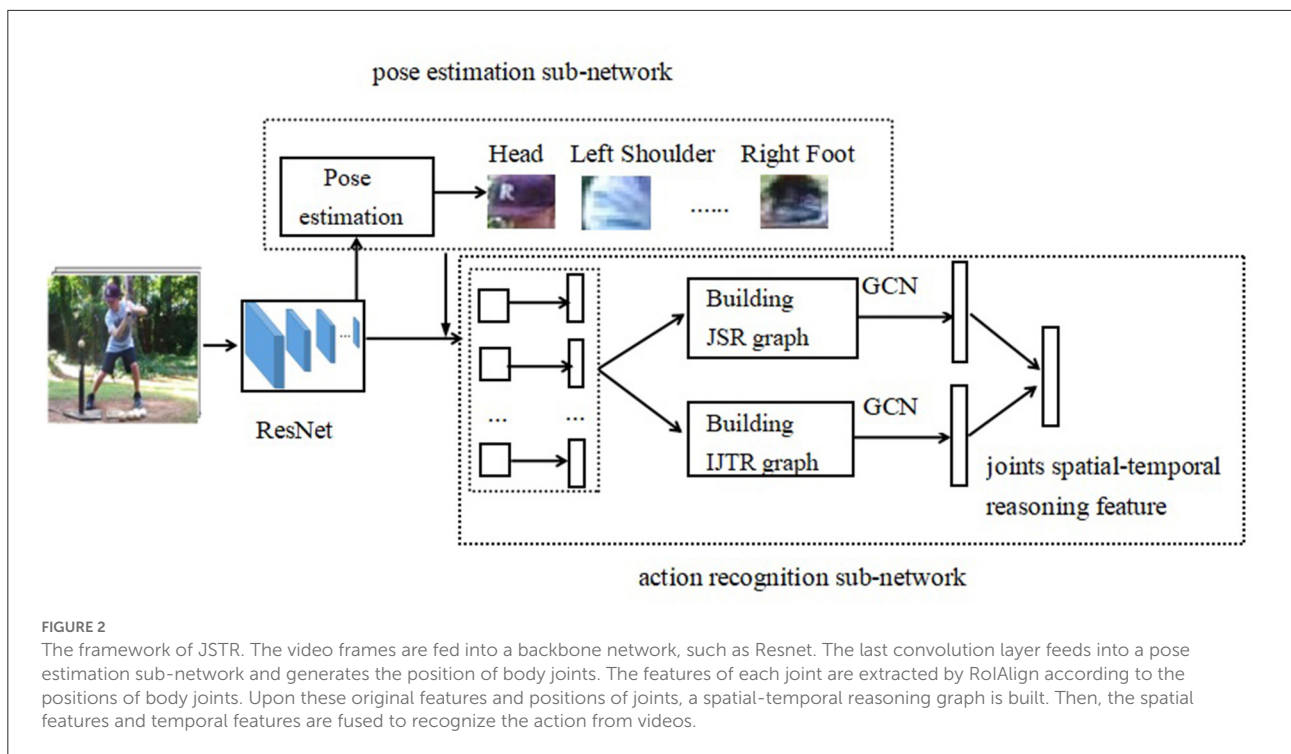 pose estimation sub-network
Head Left Shoulder Right Foot
Pose
estimation
R
......
...
ResNet
Building
JSR graph
GCN
... ...
Building
IJTR graph
GCN
joints spatial-temporal
reasoning feature
action recognition sub-network
FIGURE 2
The framework of JSTR. The video frames are fed into a backbone network, such as Resnet. The last convolution layer feeds into a pose
estimation sub-network and generates the position of body joints. The features of each joint are extracted by RoIAlign according to the
positions of body joints. Upon these original features and positions of joints, a spatial-temporal reasoning graph is built. Then, the spatial
features and temporal features are fused to recognize the action from videos.